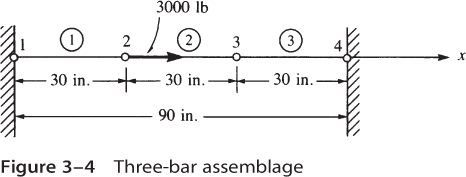 3000 lb
1 ① 2 ② 3 ③ 4 x
30 in. 30 in. 30 in.
90 in.
Figure 3–4 Three-bar assemblage